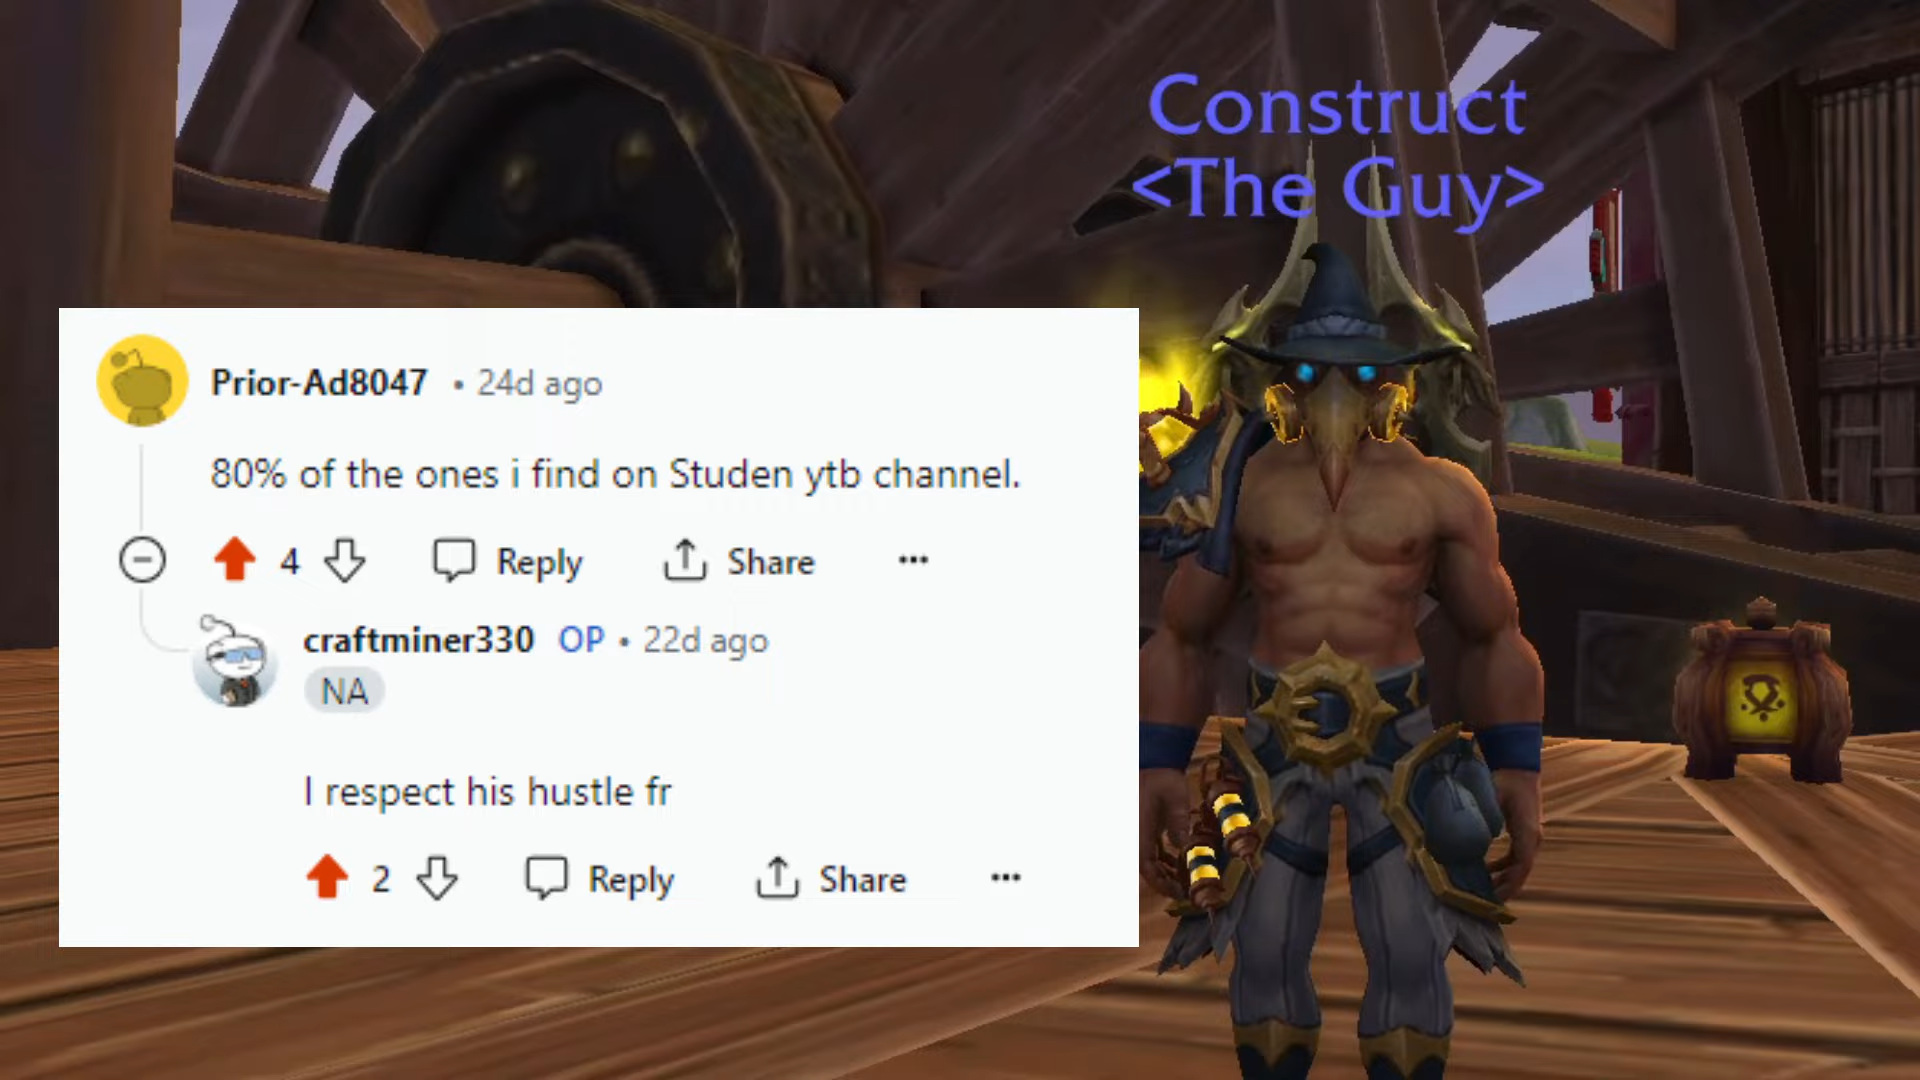 Construct
<The Guy>
Prior-Ad8047 • 24d ago
80% of the ones i find on Studen ytb channel.
4 Reply Share ···
craftminer330 OP • 22d ago
NA
I respect his hustle fr
2 Reply Share ···